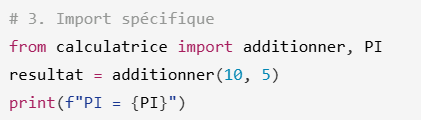 # 3. Import spécifique
from calculatrice import additionner, PI
resultat = additionner(10, 5)
print(f"PI = {PI}")